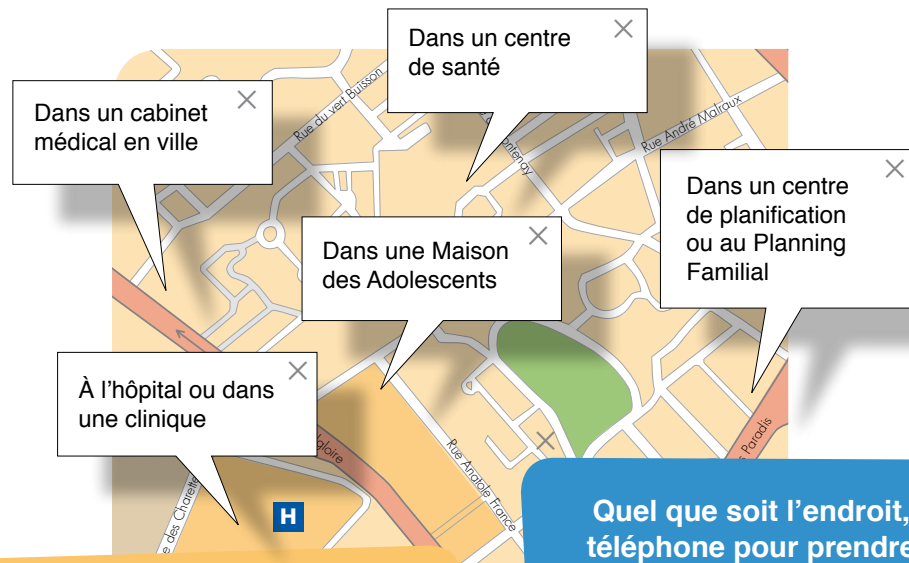 Dans un centre
de santé
Dans un cabinet
médical en ville
Rue du vert Buisson
Rue André Malraux
Dans un centre
de planification
ou au Planning
Familial
Dans une Maison
des Adolescents
À l'hôpital ou dans
une clinique
Rue Anatole France
Paradis
H
Quel que soit l'endroit,
téléphone pour prendre